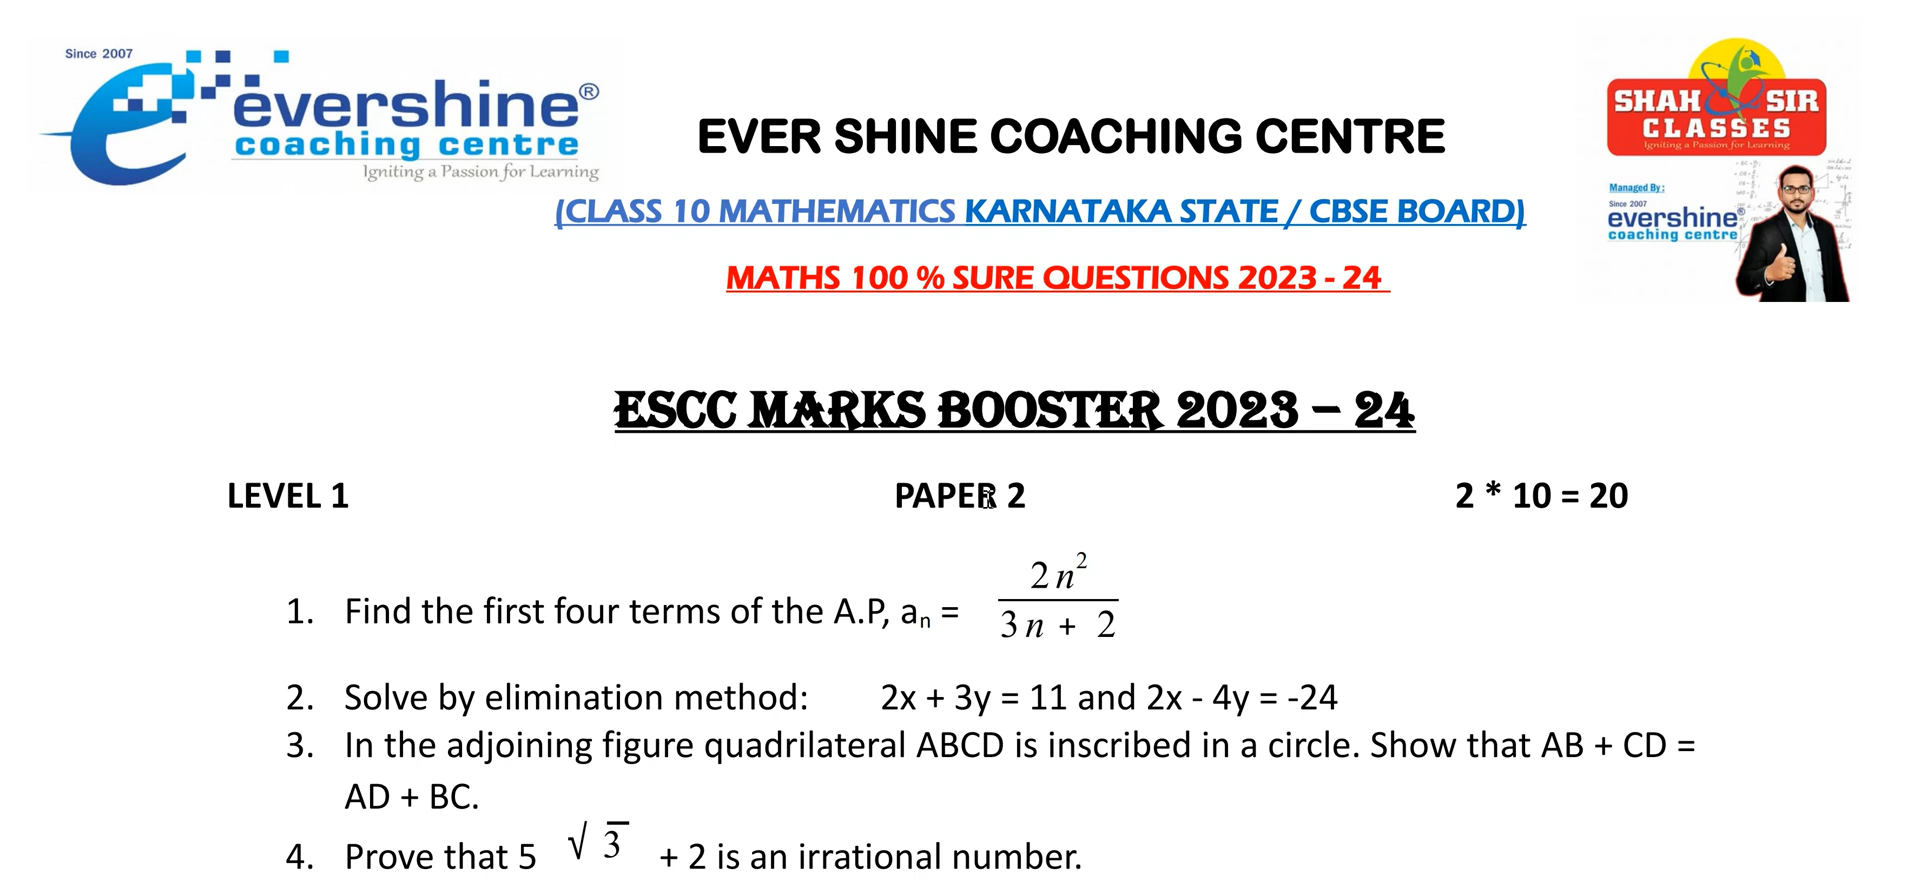 Since 2007
evershine®
coaching centre
Igniting a Passion for Learning
SHAH SIR
CLASSES
Igniting a Passion for Learning
Managed By :
Since 2007
evershine®
coaching centre
EVER SHINE COACHING CENTRE
(CLASS 10 MATHEMATICS KARNATAKA STATE / CBSE BOARD)
MATHS 100 % SURE QUESTIONS 2023 - 24
ESCC MARKS BOOSTER 2023 – 24
LEVEL 1 PAPER 2 2 * 10 = 20
1. Find the first four terms of the A.P, aₙ = 2n² / (3n + 2)
2. Solve by elimination method: 2x + 3y = 11 and 2x - 4y = -24
3. In the adjoining figure quadrilateral ABCD is inscribed in a circle. Show that AB + CD =
AD + BC.
4. Prove that 5 √3 + 2 is an irrational number.